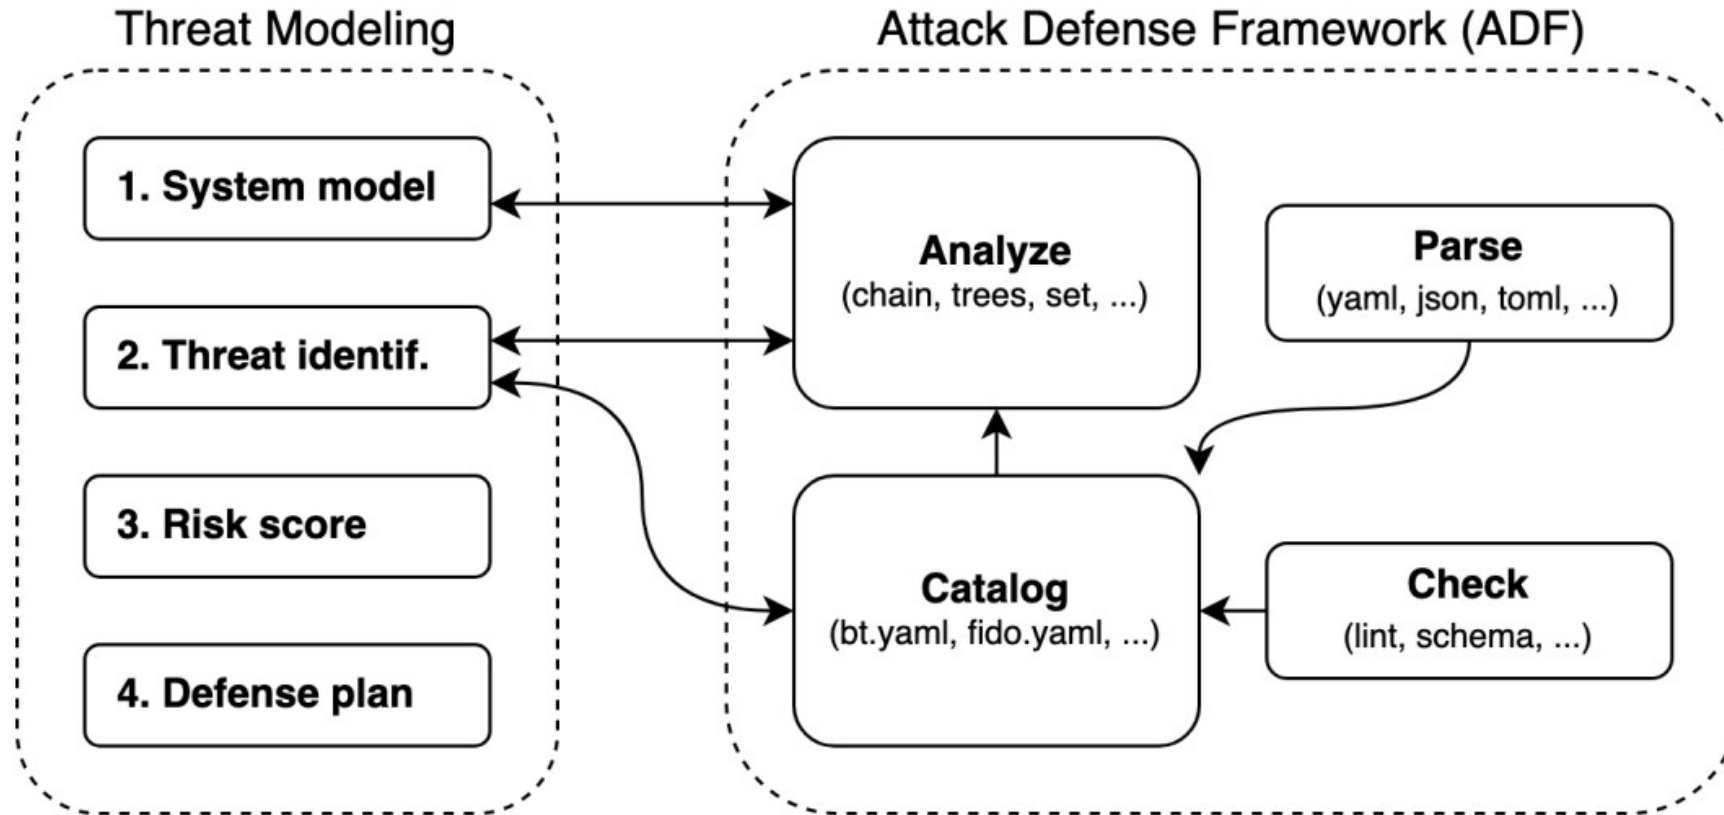 Threat Modeling
Attack Defense Framework (ADF)
1. System model
2. Threat identif.
3. Risk score
4. Defense plan
Analyze
(chain, trees, set, ...)
Parse
(yaml, json, toml, ...)
Catalog
(bt.yaml, fido.yaml, ...)
Check
(lint, schema, ...)